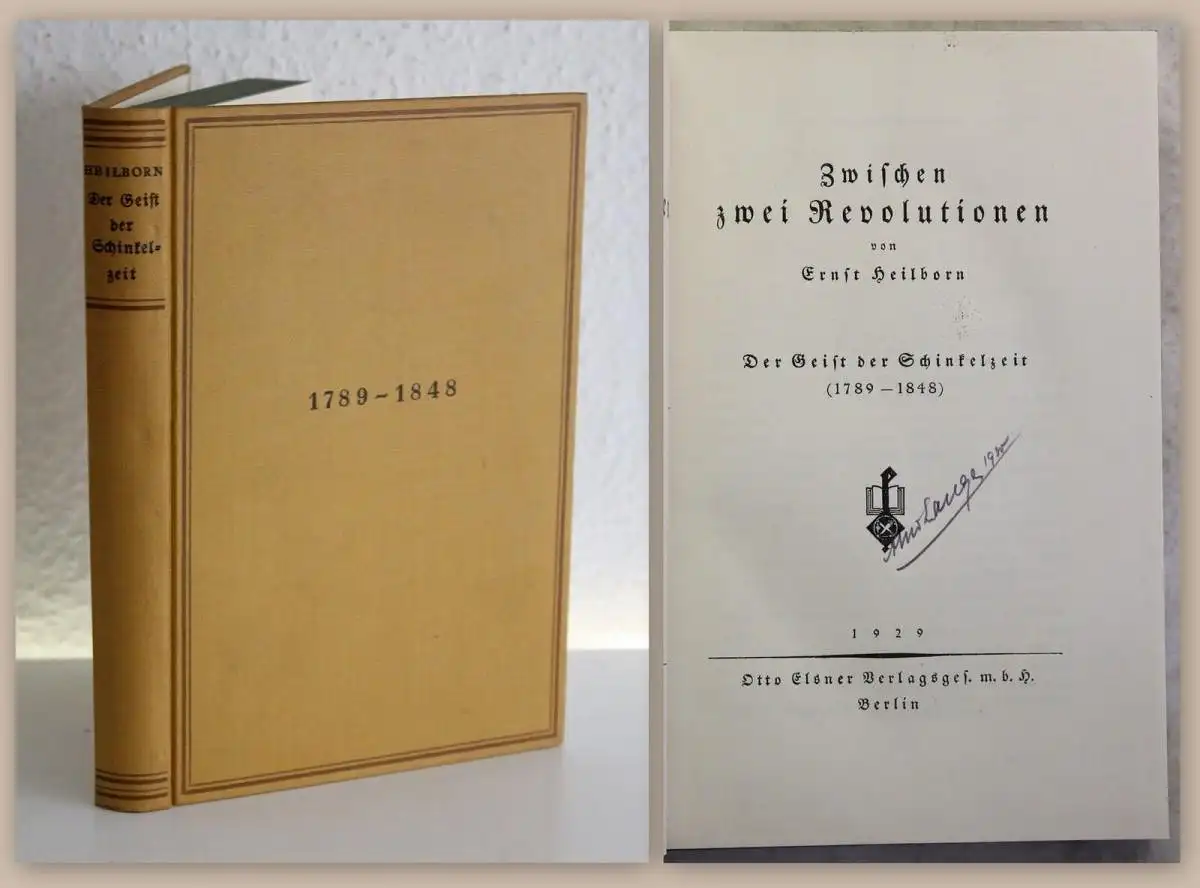 HEILBORN
Der Geiſt
der
Schinkel-
zeit
1789-1848
Zwiſchen
zwei Revolutionen
von
Ernſt Heilborn
Der Geiſt der Schinkelzeit
(1789 — 1848)
Lange
1929
Otto Elsner Verlagsgeſ. m. b. H.
Berlin